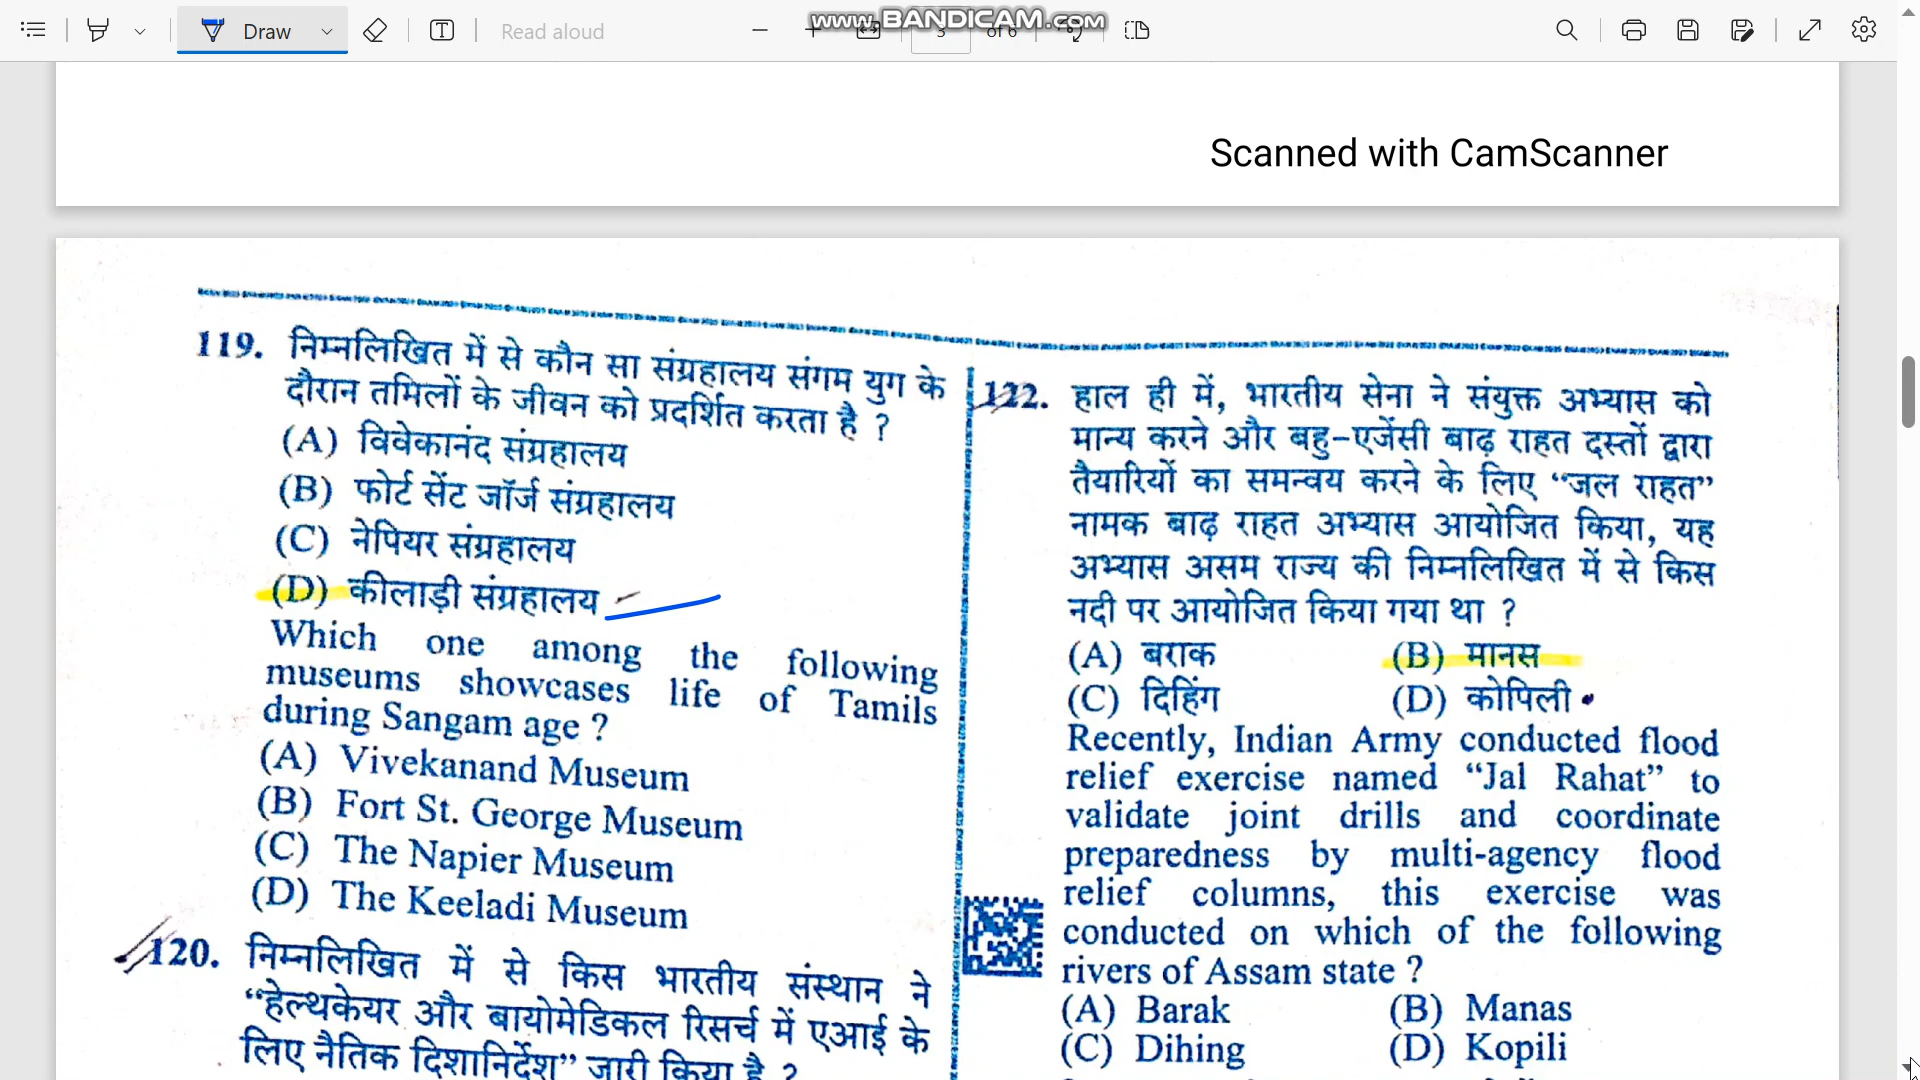 Draw
Read aloud
www.BANDICAM.com
3
of 6
Scanned with CamScanner
119. निम्नलिखित में से कौन सा संग्रहालय संगम युग के
दौरान तमिलों के जीवन को प्रदर्शित करता है ?
(A) विवेकानंद संग्रहालय
(B) फोर्ट सेंट जॉर्ज संग्रहालय
(C) नेपियर संग्रहालय
(D) कीलाड़ी संग्रहालय
Which one among the following
museums showcases life of Tamils
during Sangam age ?
(A) Vivekanand Museum
(B) Fort St. George Museum
(C) The Napier Museum
(D) The Keeladi Museum
120. निम्नलिखित में से किस भारतीय संस्थान ने
“हेल्थकेयर और बायोमेडिकल रिसर्च में एआई के
लिए नैतिक दिशानिर्देश” जारी किया है ?
122. हाल ही में, भारतीय सेना ने संयुक्त अभ्यास को
मान्य करने और बहु-एजेंसी बाढ़ राहत दस्तों द्वारा
तैयारियों का समन्वय करने के लिए “जल राहत”
नामक बाढ़ राहत अभ्यास आयोजित किया, यह
अभ्यास असम राज्य की निम्नलिखित में से किस
नदी पर आयोजित किया गया था ?
(A) बराक (B) मानस
(C) दिहिंग (D) कोपिली
Recently, Indian Army conducted flood
relief exercise named “Jal Rahat” to
validate joint drills and coordinate
preparedness by multi-agency flood
relief columns, this exercise was
conducted on which of the following
rivers of Assam state ?
(A) Barak (B) Manas
(C) Dihing (D) Kopili